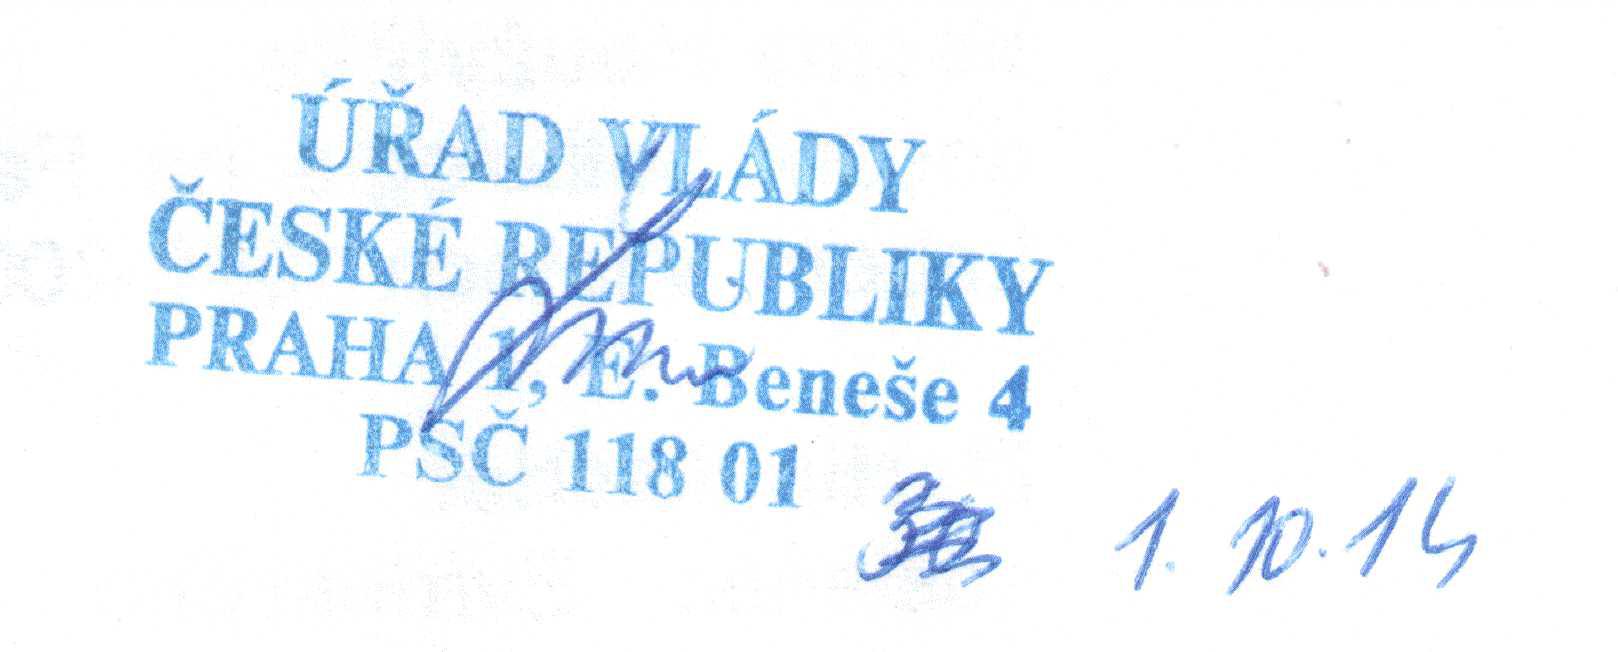 ÚŘAD VLÁDY
ČESKÉ REPUBLIKY
PRAHA 1, E. Beneše 4
PSČ 118 01
1. 10. 14